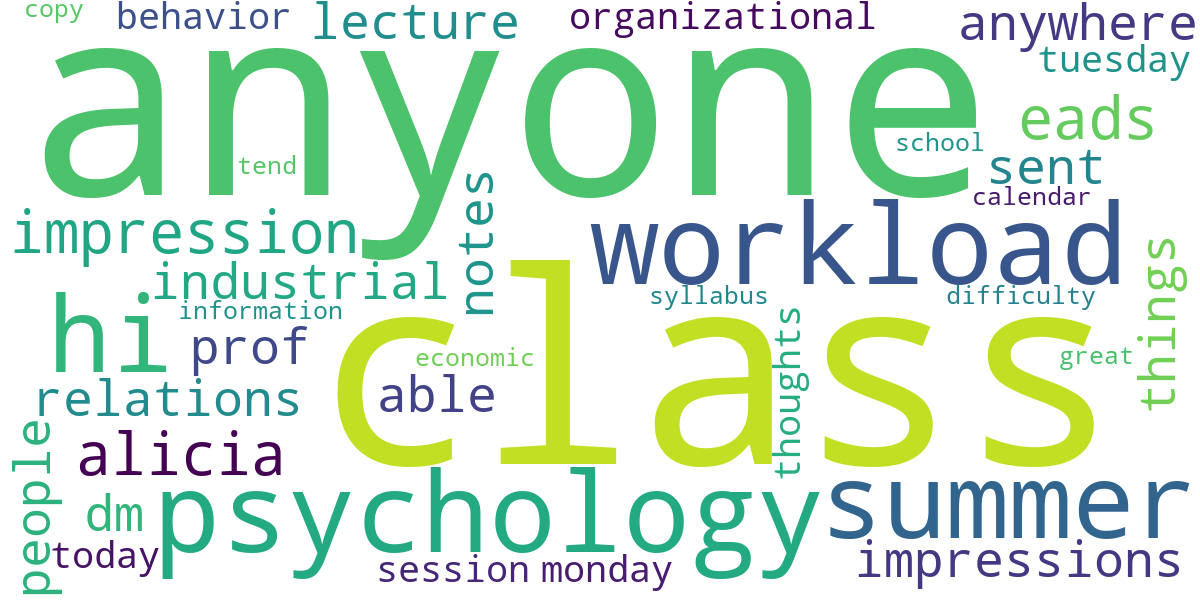 copy
behavior
lecture
organizational
anywhere
anyone
tuesday
eads
school
tend
sent
calendar
notes
impression
workload
industrial
things
hi
information
syllabus
difficulty
prof
class
thoughts
economic
great
relations
able
people
alicia
psychology
summer
dm
today
session
monday
impressions